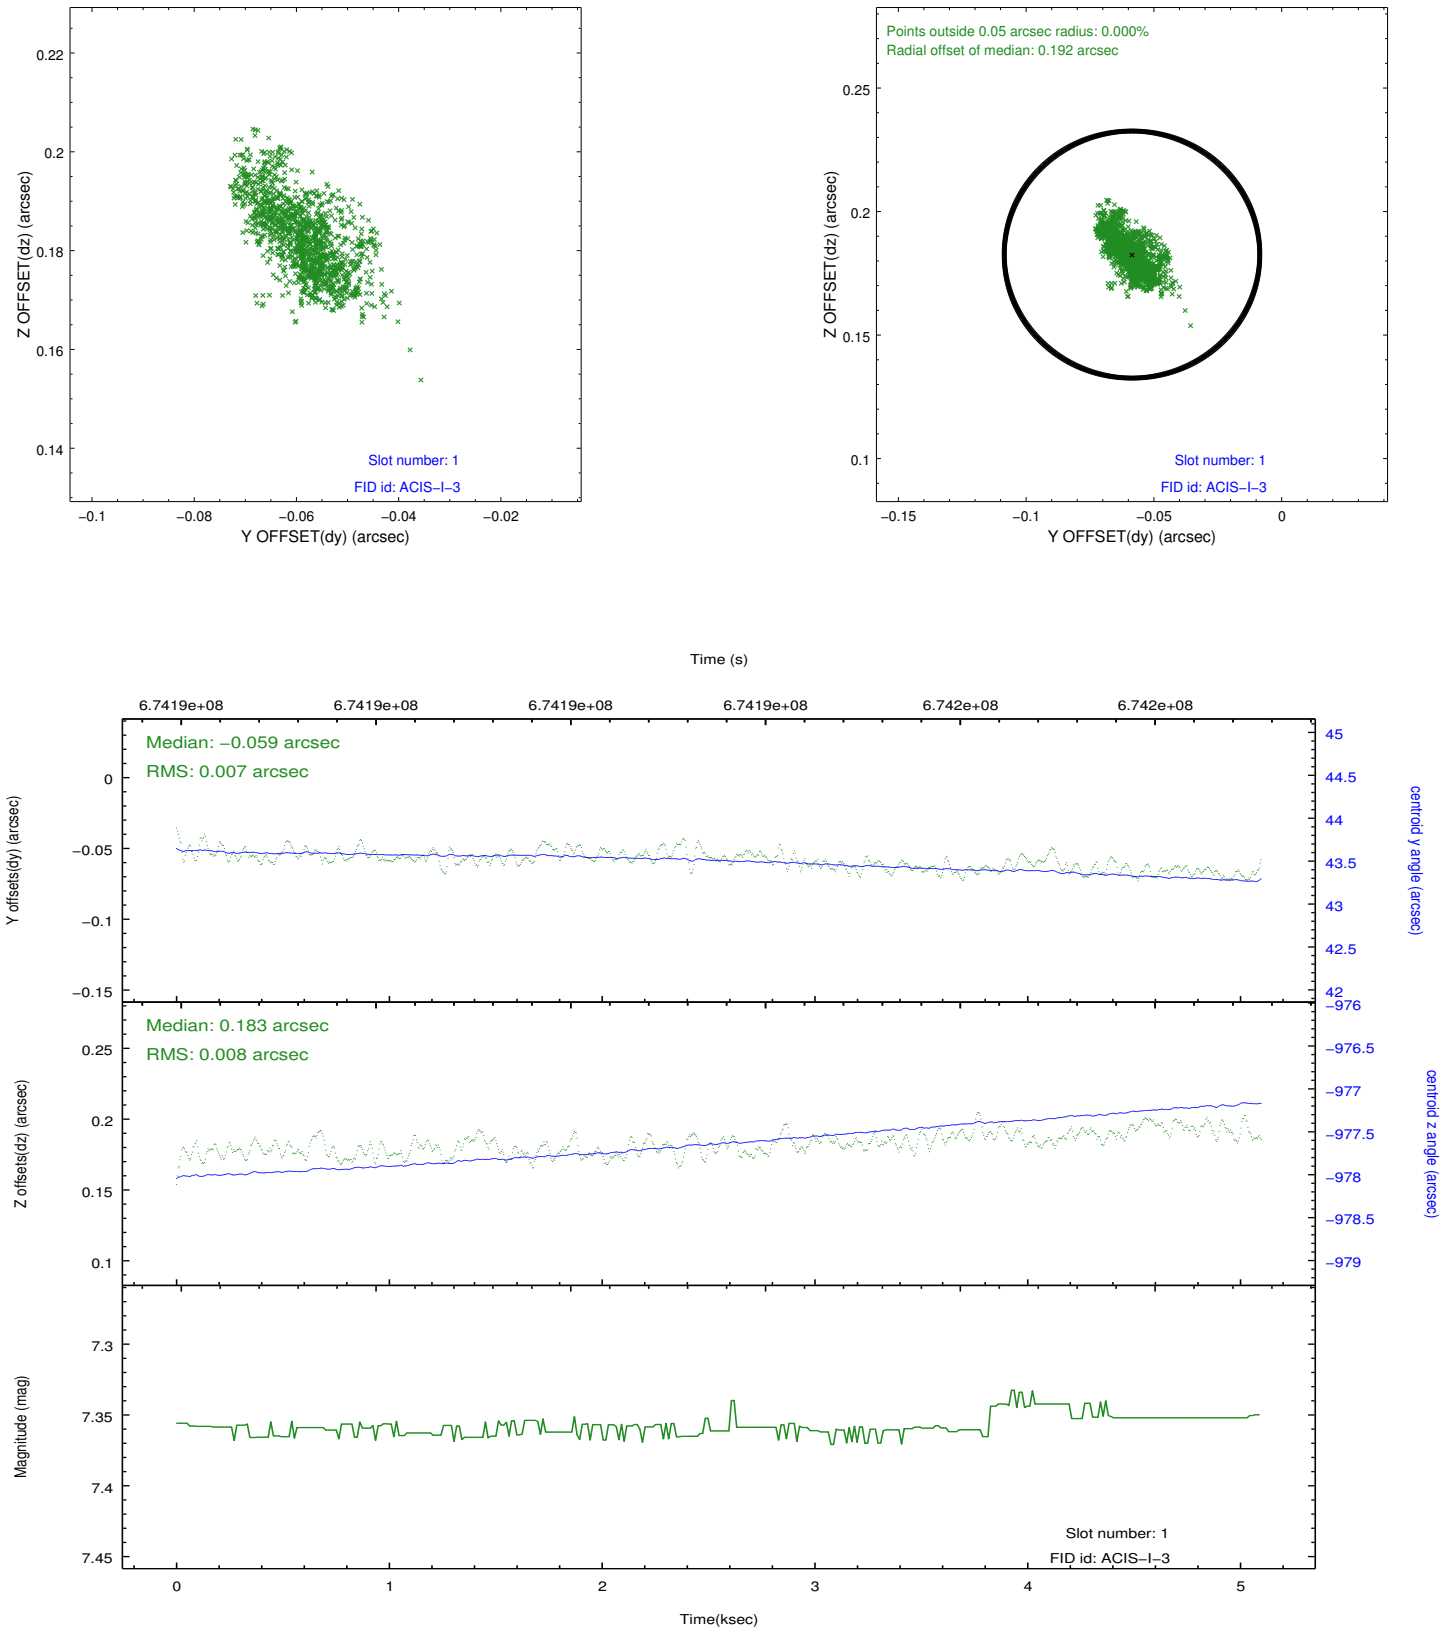 0.22
0.2
0.18
0.16
0.14
Z OFFSET(dz) (arcsec)
Slot number: 1
FID id: ACIS−I−3
−0.1 −0.08 −0.06 −0.04 −0.02
Y OFFSET(dy) (arcsec)
Points outside 0.05 arcsec radius: 0.000%
Radial offset of median: 0.192 arcsec
0.25
0.2
0.15
0.1
Z OFFSET(dz) (arcsec)
Slot number: 1
FID id: ACIS−I−3
−0.15 −0.1 −0.05 0
Y OFFSET(dy) (arcsec)
Time (s)
6.7419e+08 6.7419e+08 6.7419e+08 6.7419e+08 6.742e+08 6.742e+08
Median: −0.059 arcsec
RMS: 0.007 arcsec
0
−0.05
−0.1
−0.15
Y offsets(dy) (arcsec)
45
44.5
44
43.5
43
42.5
42
centroid y angle (arcsec)
Median: 0.183 arcsec
RMS: 0.008 arcsec
0.25
0.2
0.15
0.1
Z offsets(dz) (arcsec)
−976
−976.5
−977
−977.5
−978
−978.5
−979
centroid z angle (arcsec)
7.3
7.35
7.4
7.45
Magnitude (mag)
Slot number: 1
FID id: ACIS−I−3
0 1 2 3 4 5
Time(ksec)